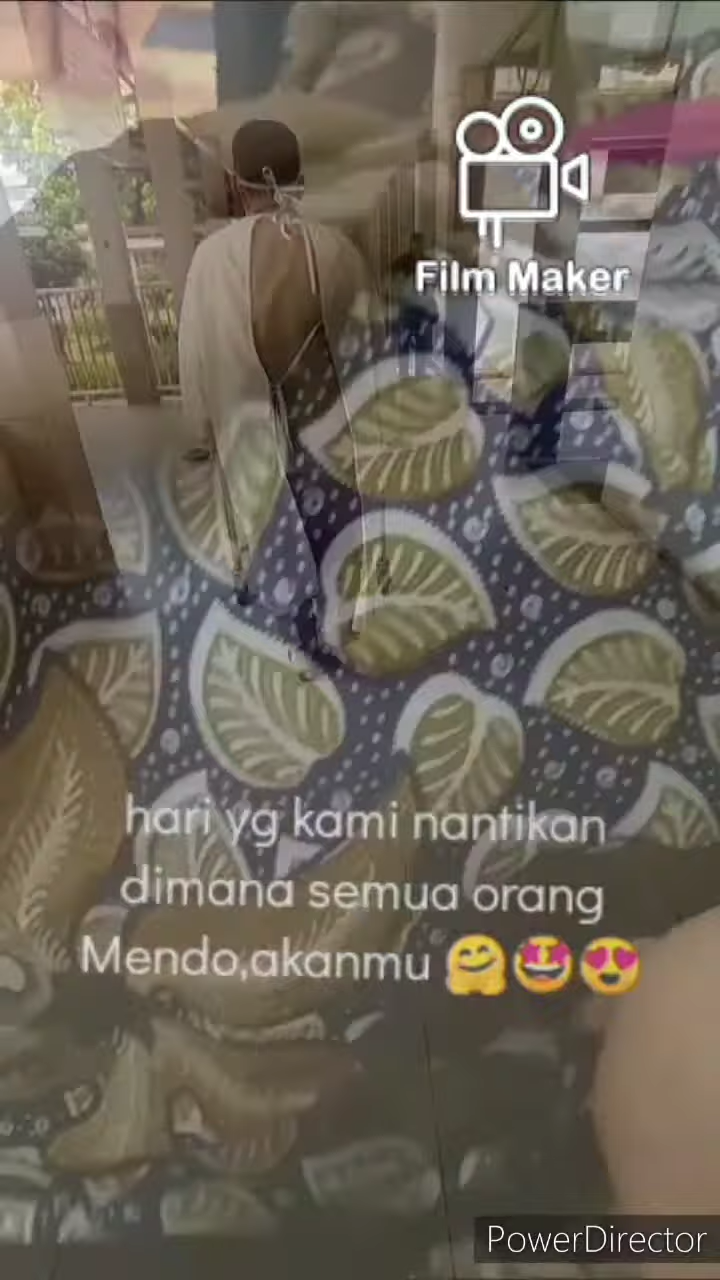 Film Maker
hari yg kami nantikan
dimana semua orang
Mendo,akanmu 🤗🤩😍
PowerDirector